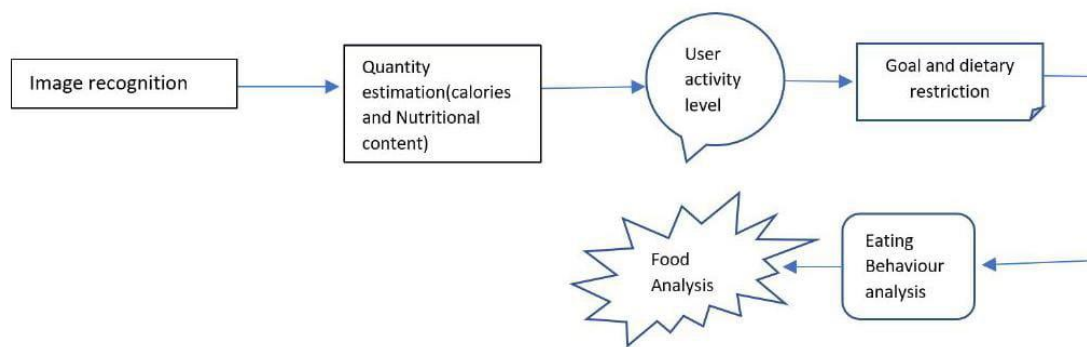 Image recognition
Quantity
estimation(calories
and Nutritional
content)
User
activity
level
Goal and dietary
restriction
Eating
Behaviour
analysis
Food
Analysis